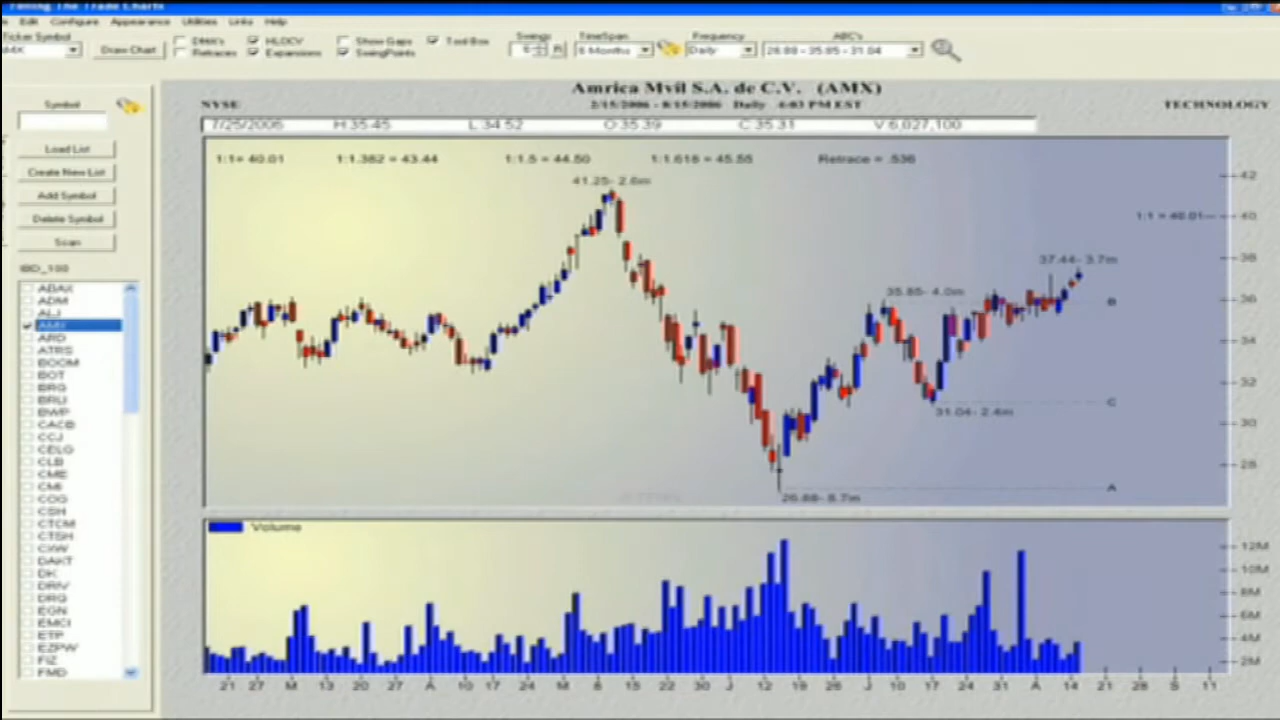 Timing The Trade Charts
Edit Configure Appearance Utilities Links Help
Ticker Symbol
AMX
Draw Chart
DMA's
Retraces
HLOCV
Expansions
Show Gaps
SwingPoints
Tool Box
Swings
TimeSpan
6 Months
Frequency
Daily
ABC's
26.88 - 35.85 - 31.04
Amrica Mvil S.A. de C.V. (AMX)
NYSE
2/15/2006 - 8/15/2006 Daily 4:03 PM EST
TECHNOLOGY
7/25/2006 H:35.45 L:34.52 O:35.39 C:35.31 V:6,027,100
1:1= 40.01 1:1.382 = 43.44 1:1.5 = 44.50 1:1.618 = 45.55 Retrace = .536
41.25- 2.6m
1:1 = 40.01
37.44- 3.7m
35.85- 4.0m
B
31.04- 2.4m
C
26.88- 8.7m
A
42
40
38
36
34
32
30
28
Volume
12M
10M
8M
6M
4M
2M
21 27 M 13 20 27 A 10 17 24 M 8 15 22 30 J 12 19 26 J 10 17 24 31 A 14 21 28 S 11
Symbol
Load List
Create New List
Add Symbol
Delete Symbol
Scan
IBD_100
ABAX
ADM
ALJ
AMX
ARD
ATRS
BOOM
BOT
BRG
BRLI
BWP
CACB
CCJ
CELG
CLB
CME
CMI
COG
CSH
CTCM
CTSH
CXW
DAKT
DK
DRIV
DRQ
EGN
EMCI
ETP
EZPW
FIZ
FMD